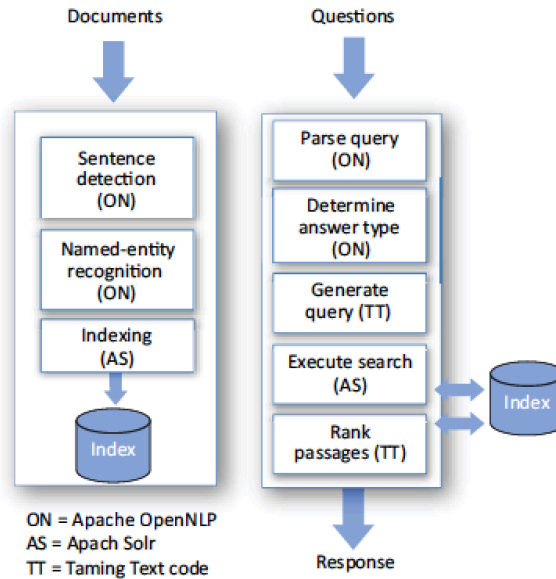 Documents
Sentence
detection
(ON)
Named-entity
recognition
(ON)
Indexing
(AS)
Index
ON = Apache OpenNLP
AS = Apach Solr
TT = Taming Text code
Questions
Parse query
(ON)
Determine
answer type
(ON)
Generate
query (TT)
Execute search
(AS)
Rank
passages (TT)
Index
Response